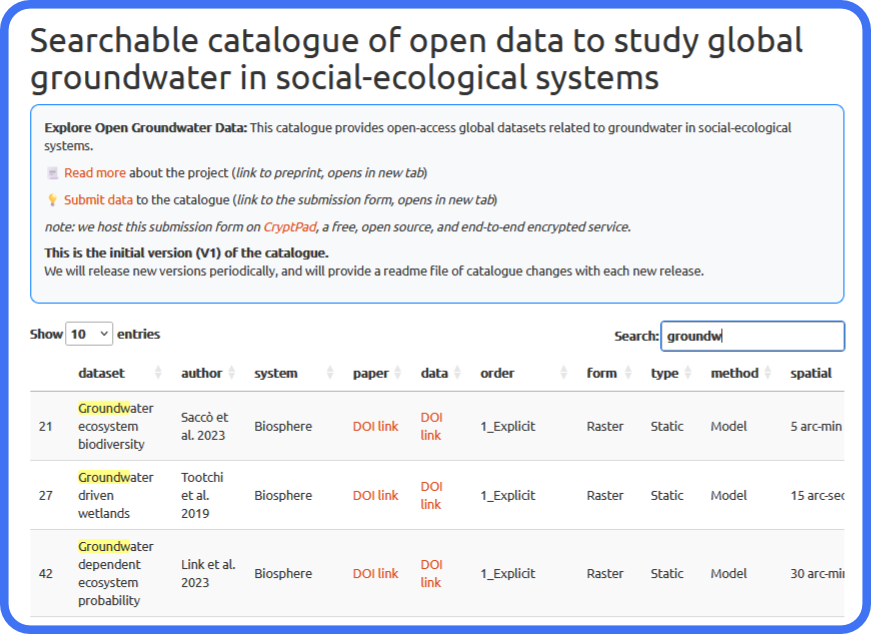 Searchable catalogue of open data to study global
groundwater in social-ecological systems
Explore Open Groundwater Data: This catalogue provides open-access global datasets related to groundwater in social-ecological
systems.
Read more about the project (link to preprint, opens in new tab)
Submit data to the catalogue (link to the submission form, opens in new tab)
note: we host this submission form on CryptPad, a free, open source, and end-to-end encrypted service.
This is the initial version (V1) of the catalogue.
We will release new versions periodically, and will provide a readme file of catalogue changes with each new release.
Show 10 entries
Search: groundw
dataset author system paper data order form type method spatial
21 Groundwater ecosystem biodiversity Saccò et al. 2023 Biosphere DOI link DOI link 1_Explicit Raster Static Model 5 arc-min
27 Groundwater driven wetlands Tootchi et al. 2019 Biosphere DOI link DOI link 1_Explicit Raster Static Model 15 arc-sec
42 Groundwater dependent ecosystem probability Link et al. 2023 Biosphere DOI link DOI link 1_Explicit Raster Static Model 30 arc-min